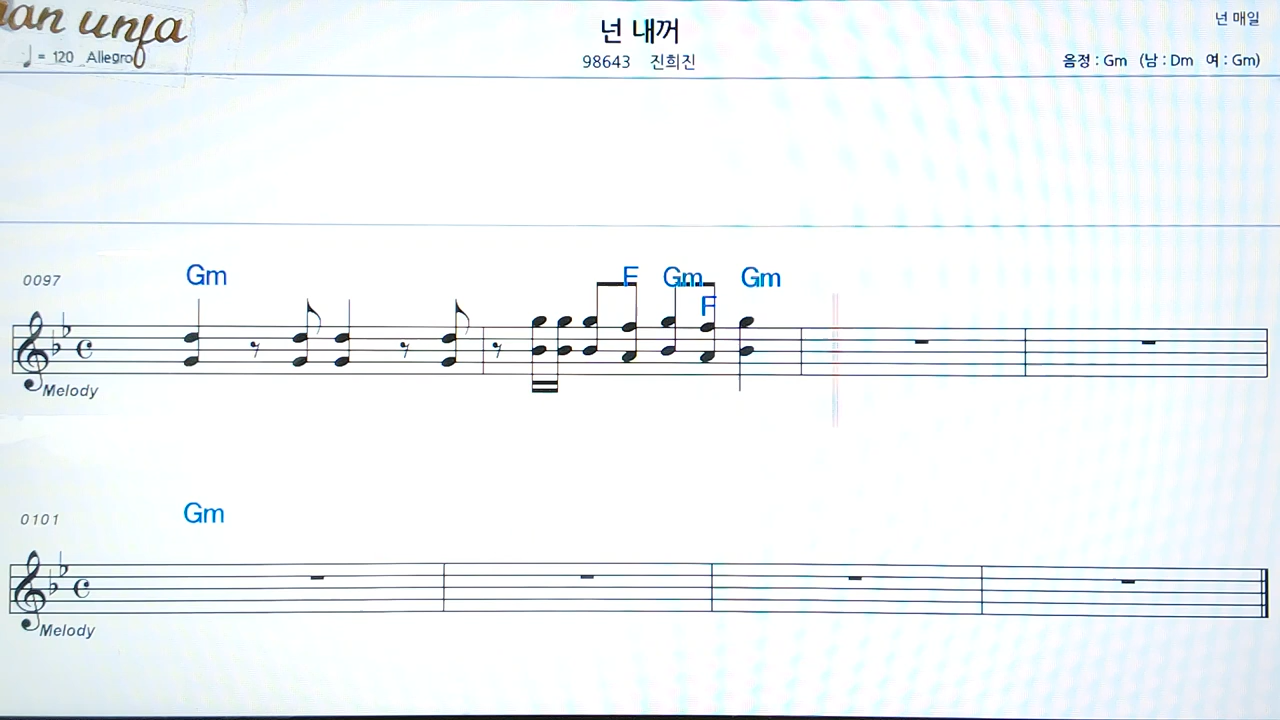 unja
넌 내꺼
넌 매일
♩ = 120 Allegro
98643 진희진
음정 : Gm (남 : Dm 여 : Gm)
0097
Gm F Gm F Gm
Melody
0101
Gm
Melody